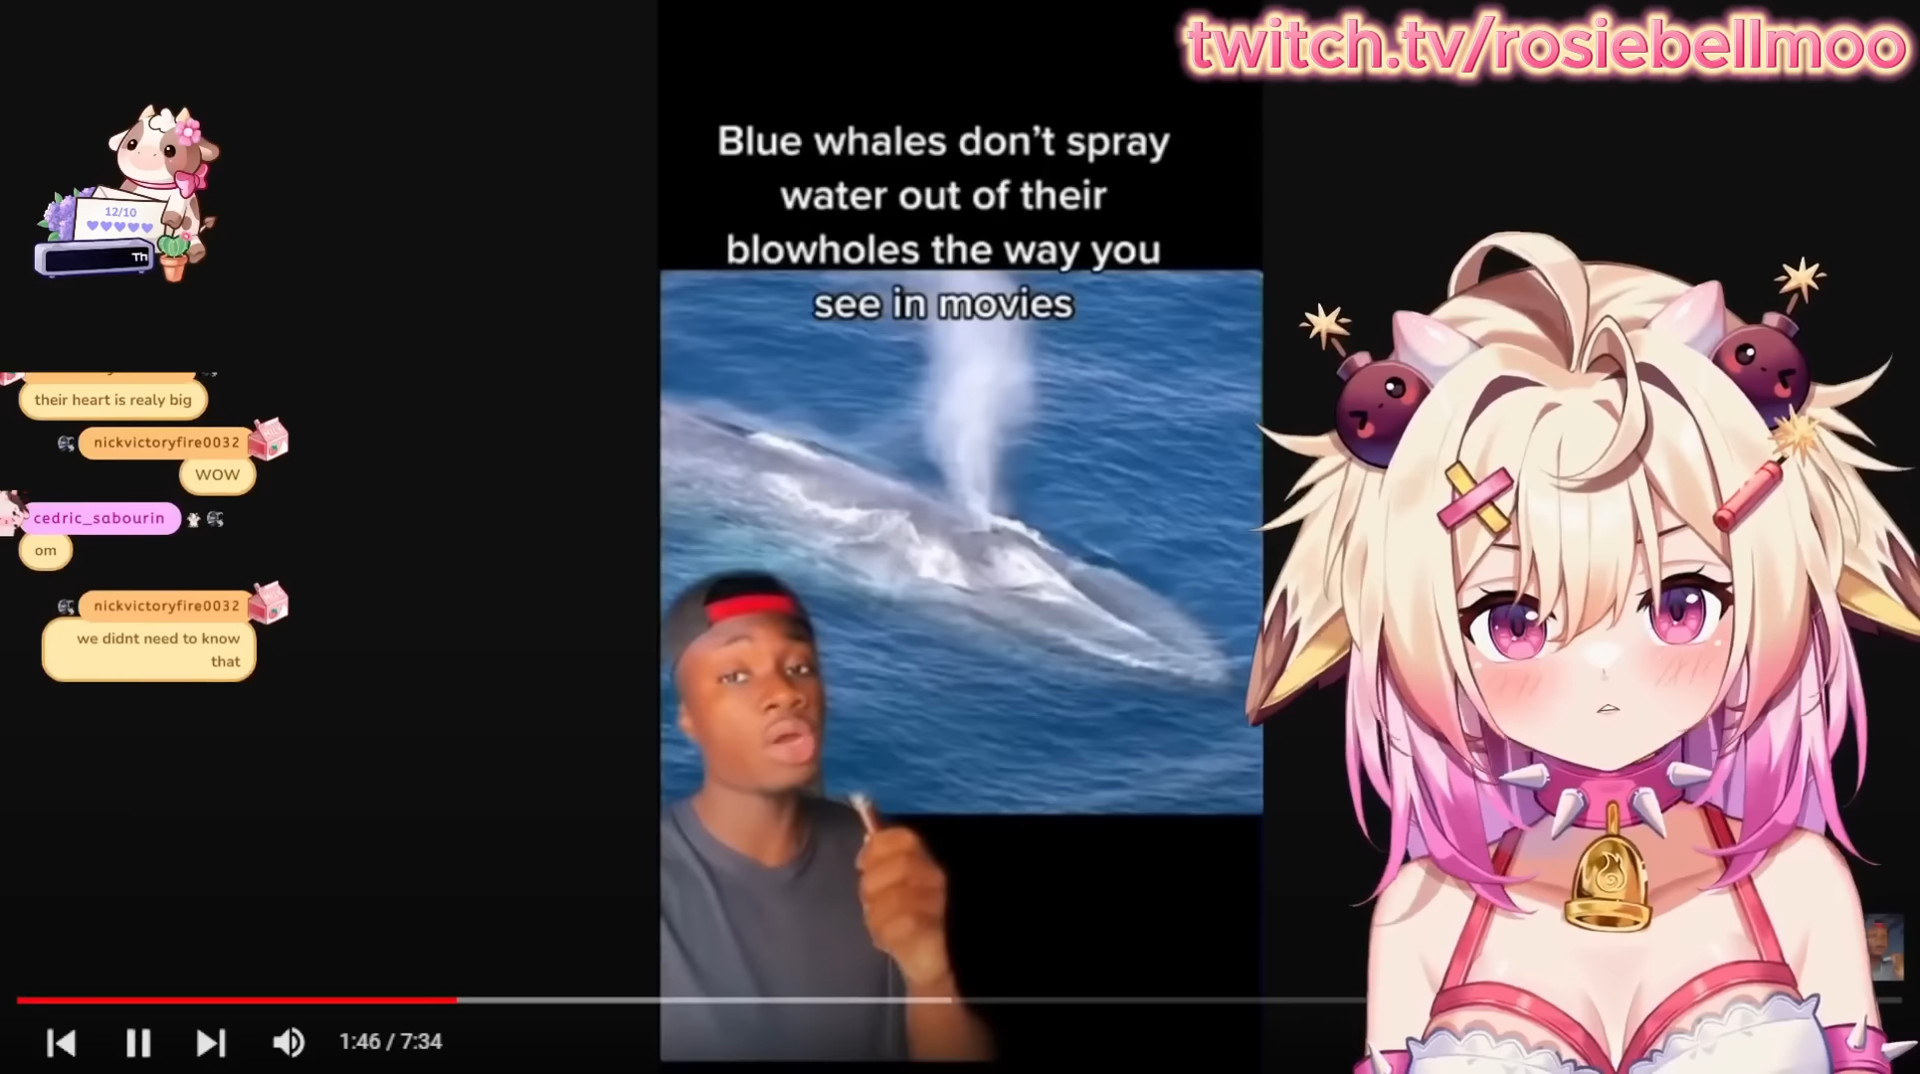 twitch.tv/rosiebellmoo
Blue whales don't spray
water out of their
blowholes the way you
see in movies
12/10
Th
their heart is realy big
nickvictoryfire0032
WOW
cedric_sabourin
om
nickvictoryfire0032
we didnt need to know
that
1:46 / 7:34